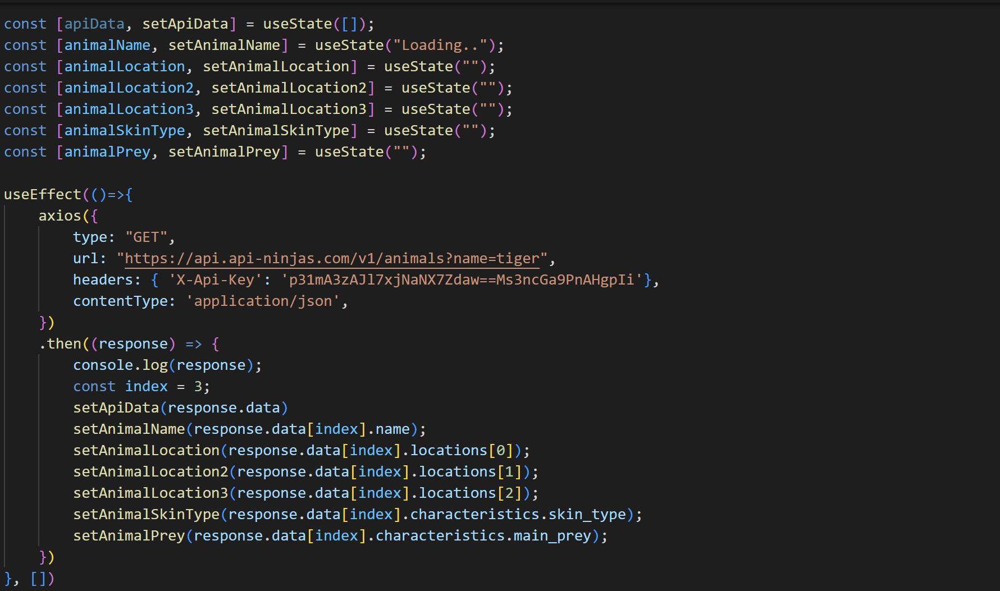 const [apiData, setApiData] = useState([]);
const [animalName, setAnimalName] = useState("Loading..");
const [animalLocation, setAnimalLocation] = useState("");
const [animalLocation2, setAnimalLocation2] = useState("");
const [animalLocation3, setAnimalLocation3] = useState("");
const [animalSkinType, setAnimalSkinType] = useState("");
const [animalPrey, setAnimalPrey] = useState("");

useEffect(()=>{
    axios({
        type: "GET",
        url: "https://api.api-ninjas.com/v1/animals?name=tiger",
        headers: { 'X-Api-Key': 'p31mA3zAJl7xjNaNX7Zdaw==Ms3ncGa9PnAHgpIi'},
        contentType: 'application/json',
    })
    .then((response) => {
        console.log(response);
        const index = 3;
        setApiData(response.data)
        setAnimalName(response.data[index].name);
        setAnimalLocation(response.data[index].locations[0]);
        setAnimalLocation2(response.data[index].locations[1]);
        setAnimalLocation3(response.data[index].locations[2]);
        setAnimalSkinType(response.data[index].characteristics.skin_type);
        setAnimalPrey(response.data[index].characteristics.main_prey);
    })
}, [])